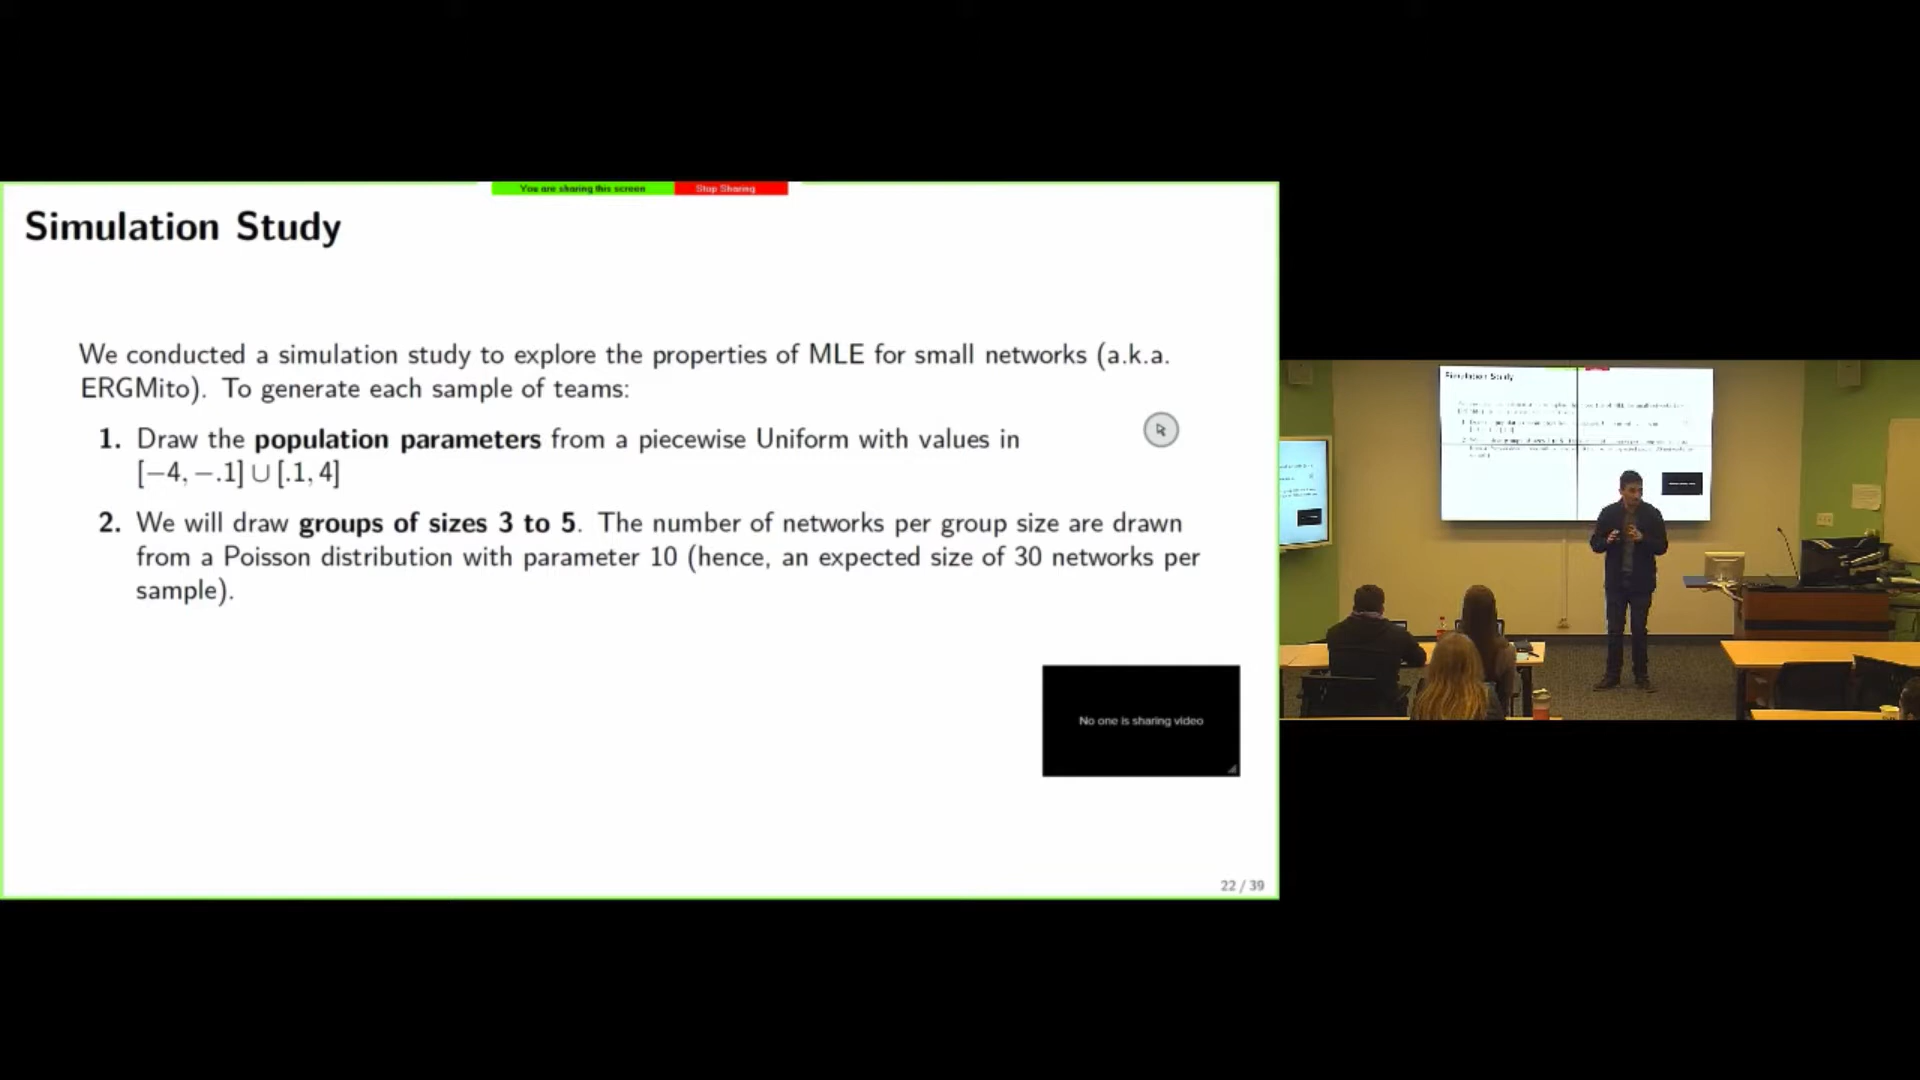 You are sharing this screen Stop Sharing
Simulation Study
We conducted a simulation study to explore the properties of MLE for small networks (a.k.a.
ERGMito). To generate each sample of teams:
1. Draw the population parameters from a piecewise Uniform with values in
[−4, −.1] ∪ [.1, 4]
2. We will draw groups of sizes 3 to 5. The number of networks per group size are drawn
from a Poisson distribution with parameter 10 (hence, an expected size of 30 networks per
sample).
No one is sharing video
22 / 39
Simulation Study